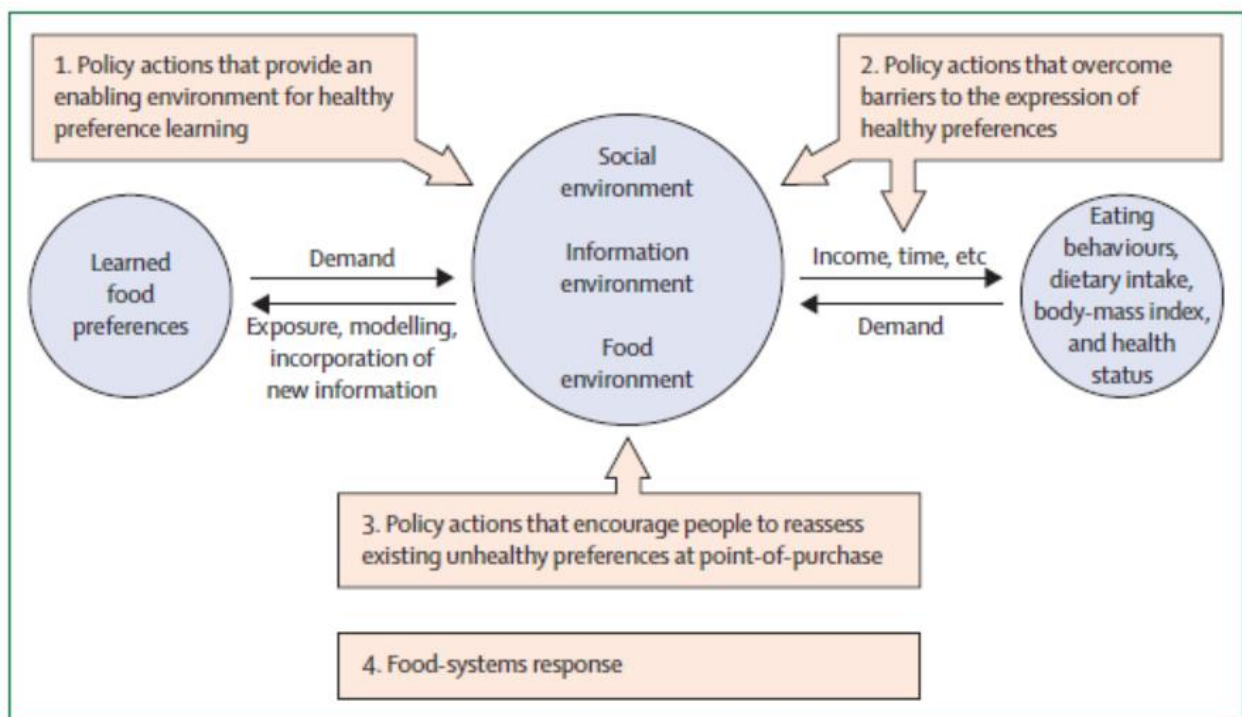 1. Policy actions that provide an
enabling environment for healthy
preference learning
2. Policy actions that overcome
barriers to the expression of
healthy preferences
Learned
food
preferences
Demand
Exposure, modelling,
incorporation of
new information
Social
environment
Information
environment
Food
environment
Income, time, etc
Demand
Eating
behaviours,
dietary intake,
body-mass index,
and health
status
3. Policy actions that encourage people to reassess
existing unhealthy preferences at point-of-purchase
4. Food-systems response